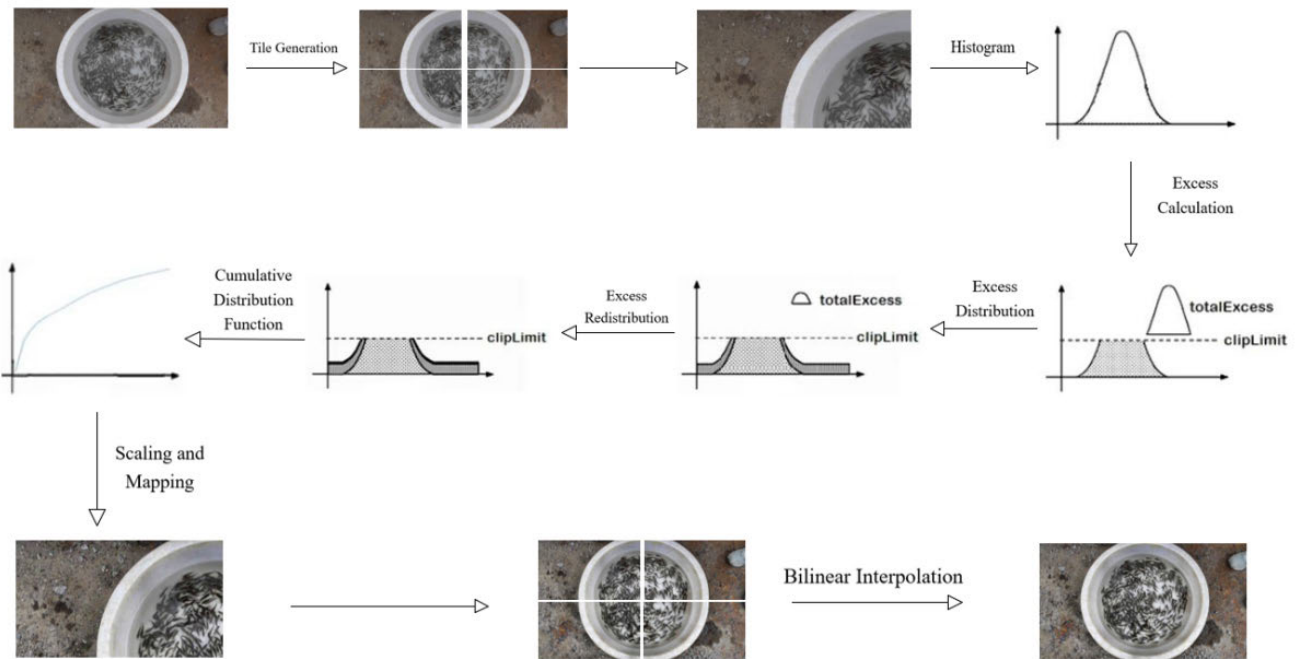 Tile Generation
Histogram
Excess
Calculation
totalExcess
clipLimit
Excess
Distribution
totalExcess
clipLimit
Excess
Redistribution
clipLimit
Cumulative
Distribution
Function
Scaling and
Mapping
Bilinear Interpolation